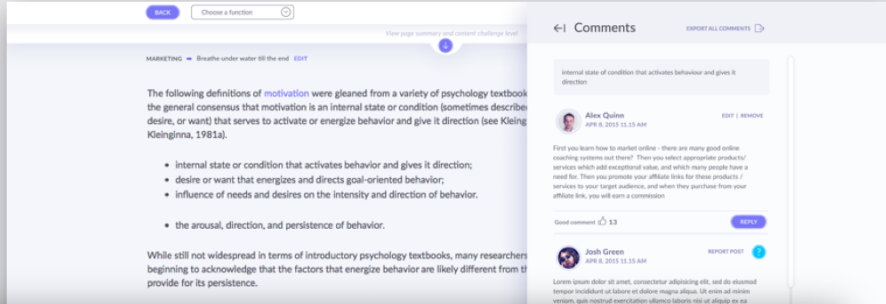 BACK
Choose a function
View page summary and content challenge level
MARKETING
Breathe under water till the end EDIT
The following definitions of motivation were gleaned from a variety of psychology textbook
the general consensus that motivation is an internal state or condition (sometimes describe
desire, or want) that serves to activate or energize behavior and give it direction (see Kleing
Kleinginna, 1981a).
• internal state or condition that activates behavior and gives it direction;
• desire or want that energizes and directs goal-oriented behavior;
• influence of needs and desires on the intensity and direction of behavior.
• the arousal, direction, and persistence of behavior.
While still not widespread in terms of introductory psychology textbooks, many researchers
beginning to acknowledge that the factors that energize behavior are likely different from th
provide for its persistence.
Comments
EXPORT ALL COMMENTS
internal state of condition that activates behaviour and gives it
direction
Alex Quinn
EDIT | REMOVE
APR 8, 2015 11.15 AM
First you learn how to market online - there are many good online
coaching systems out there? Then you select appropriate products/
services which add exceptional value, and which many people have a
need for. Then you promote your affiliate links for these products /
services to your target audience, and when they purchase from your
affiliate link, you will earn a commission
Good comment 13
REPLY
Josh Green
REPORT POST ?
APR 8, 2015 11.15 AM
Lorem ipsum dolor sit amet, consectetur adipisicing elit, sed do eiusmod
tempor incididunt ut labore et dolore magna aliqua. Ut enim ad minim
veniam, quis nostrud exercitation ullamco laboris nisi ut aliquip ex ea